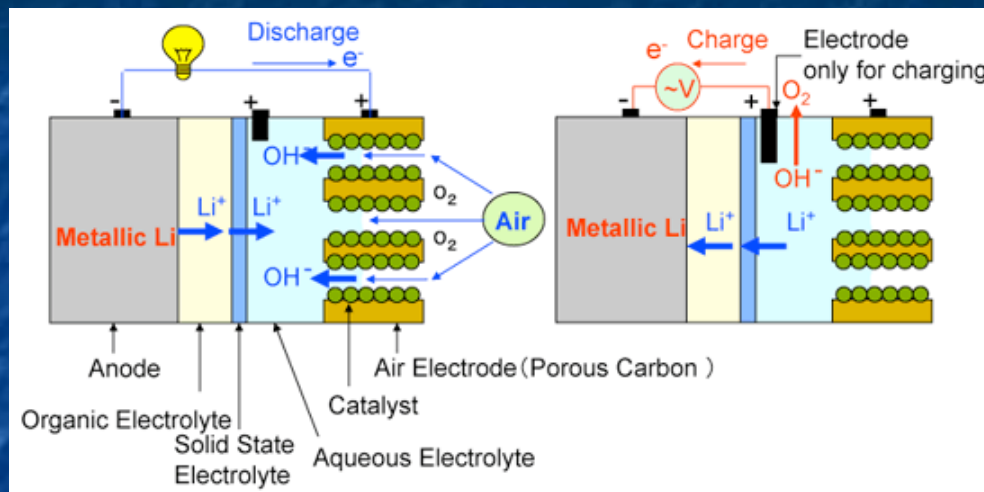 Discharge
e-
-
+
+
OH-
Li+
Li+
Metallic Li
O₂
O₂
Air
OH-
Anode
Organic Electrolyte
Solid State
Electrolyte
Aqueous Electrolyte
Catalyst
Air Electrode(Porous Carbon )
e-
Charge
Electrode
only for charging
~V
O₂
-
+
+
OH-
Li+
Li+
Metallic Li